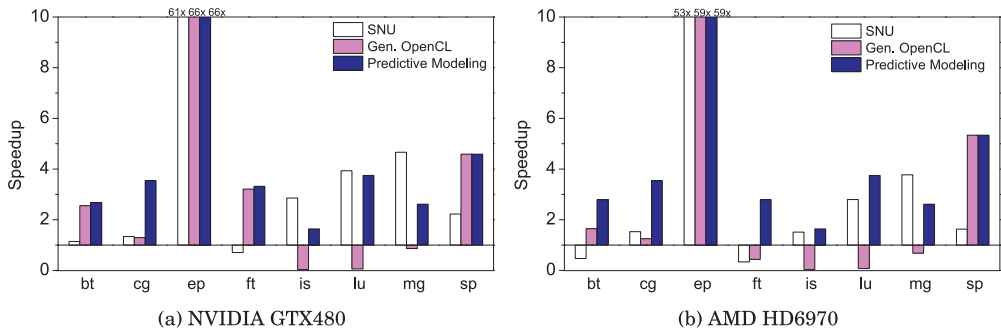 61x 66x 66x
10
8
6
4
2
0
Speedup
SNU
Gen. OpenCL
Predictive Modeling
bt cg ep ft is lu mg sp
(a) NVIDIA GTX480
53x 59x 59x
10
8
6
4
2
0
Speedup
SNU
Gen. OpenCL
Predictive Modeling
bt cg ep ft is lu mg sp
(b) AMD HD6970